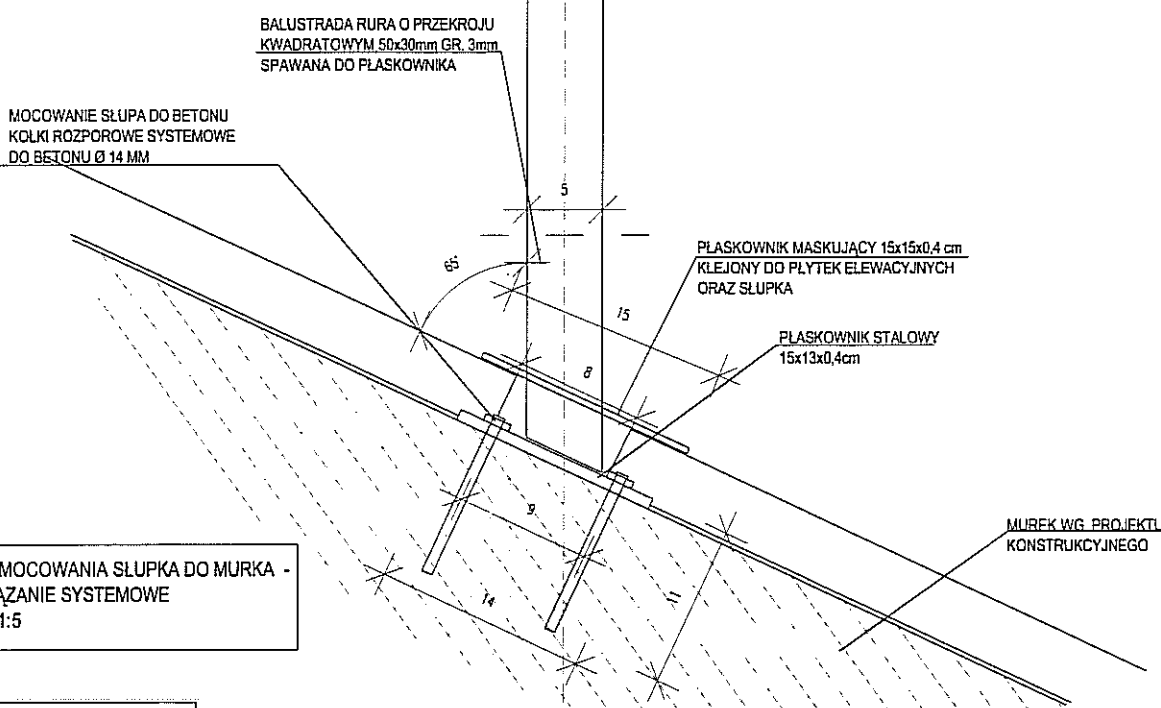 BALUSTRADA RURA O PRZEKROJU
KWADRATOWYM 50x30mm GR. 3mm
SPAWANA DO PŁASKOWNIKA
MOCOWANIE SŁUPA DO BETONU
KOŁKI ROZPOROWE SYSTEMOWE
DO BETONU Ø 14 MM
5
65°
PŁASKOWNIK MASKUJĄCY 15x15x0,4 cm
KLEJONY DO PŁYTEK ELEWACYJNYCH
ORAZ SŁUPKA
15
PŁASKOWNIK STALOWY
15x13x0,4cm
8
9
MUREK WG PROJEKTU
KONSTRUKCYJNEGO
14
11
MOCOWANIA SŁUPKA DO MURKA -
ĄZANIE SYSTEMOWE
1:5